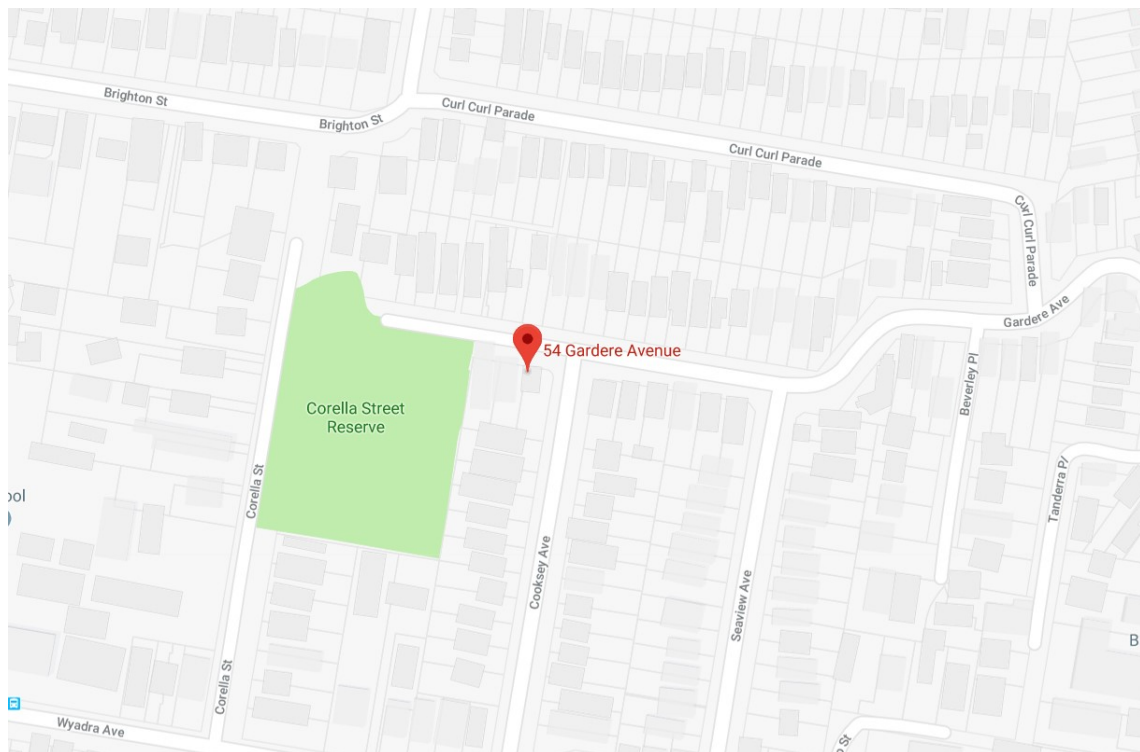 Brighton St
Brighton St
Curl Curl Parade
Curl Curl Parade
Curl Curl Parade
Gardere Ave
54 Gardere Avenue
Beverley Pl
Corella Street
Reserve
Tanderra Pl
Corella St
ool
Cooksey Ave
Seaview Ave
B
Corella St
Wyadra Ave
o St